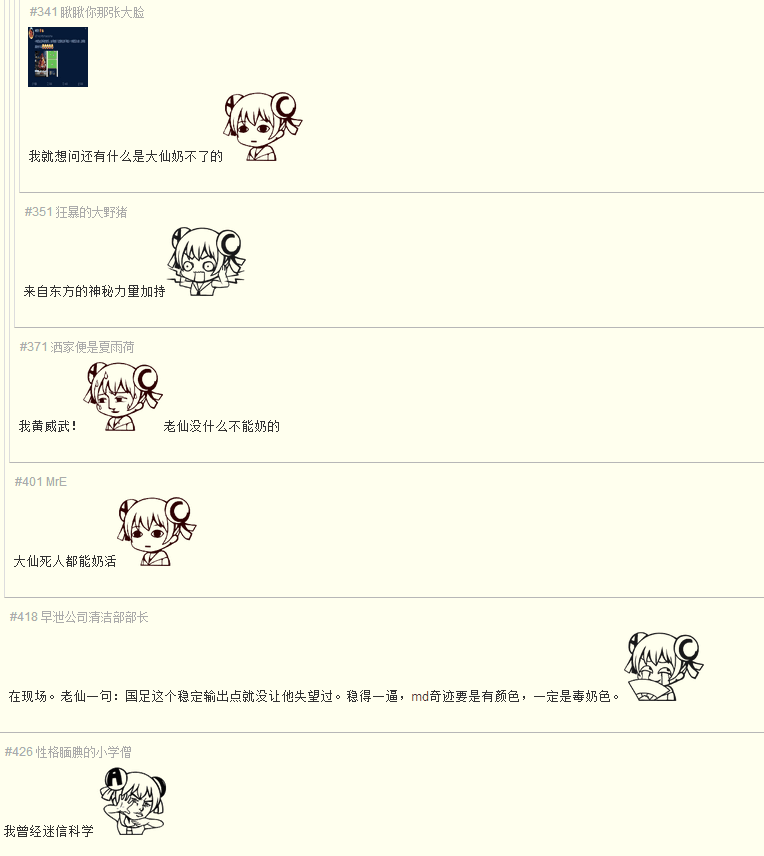 #341 瞅瞅你那张大脸
我就想问还有什么是大仙奶不了的
#351 狂暴的大野猪
来自东方的神秘力量加持
#371 洒家便是夏雨荷
我黄威武！ 老仙没什么不能奶的
#401 MrE
大仙死人都能奶活
#418 早泄公司清洁部部长
在现场。老仙一句：国足这个稳定输出点就没让他失望过。稳得一逼，md奇迹要是有颜色，一定是毒奶色。
#426 性格腼腆的小学僧
我曾经迷信科学